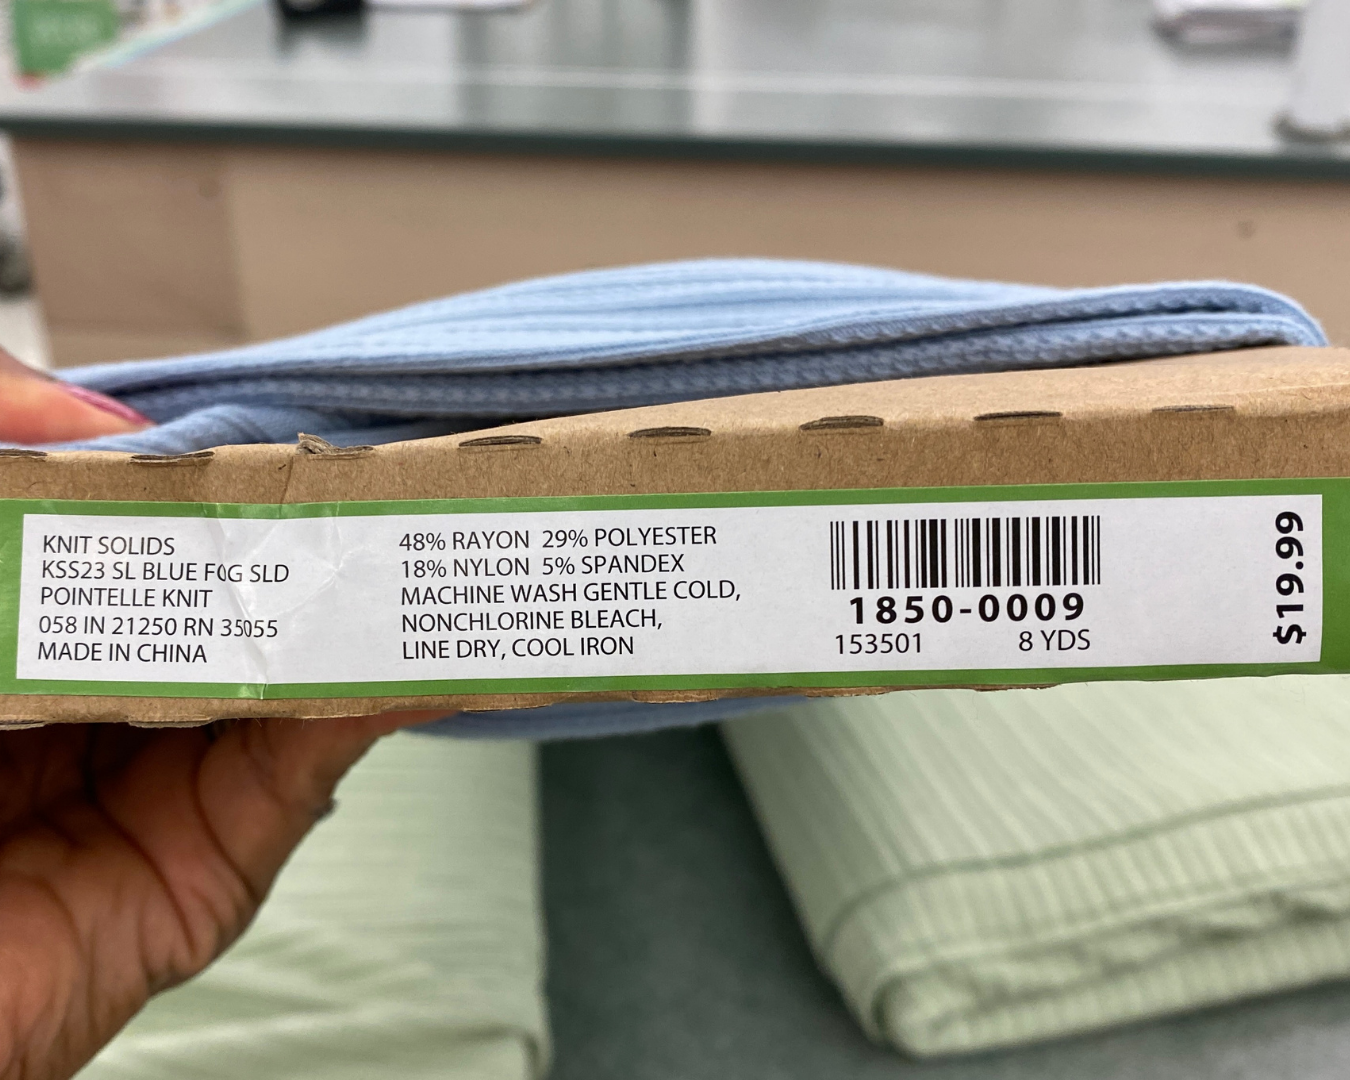 KNIT SOLIDS
KSS23 SL BLUE FOG SLD
POINTELLE KNIT
058 IN 21250 RN 35055
MADE IN CHINA
48% RAYON 29% POLYESTER
18% NYLON 5% SPANDEX
MACHINE WASH GENTLE COLD,
NONCHLORINE BLEACH,
LINE DRY, COOL IRON
1850-0009
153501 8 YDS
$19.99